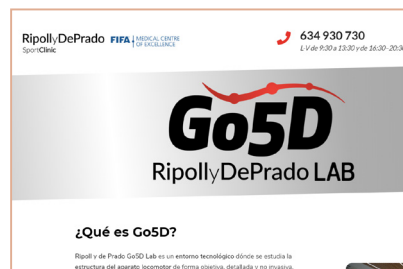 RipollyDePrado FIFA MEDICAL CENTRE
SportClinic OF EXCELLENCE
634 930 730
L-V de 9:30 a 13:30 y de 16:30-20:30
Go5D
RipollyDePrado LAB
¿Qué es Go5D?
Ripoll y de Prado Go5D Lab es un entorno tecnológico dónde se estudia la
estructura del aparato locomotor de forma objetiva, detallada y no invasiva.